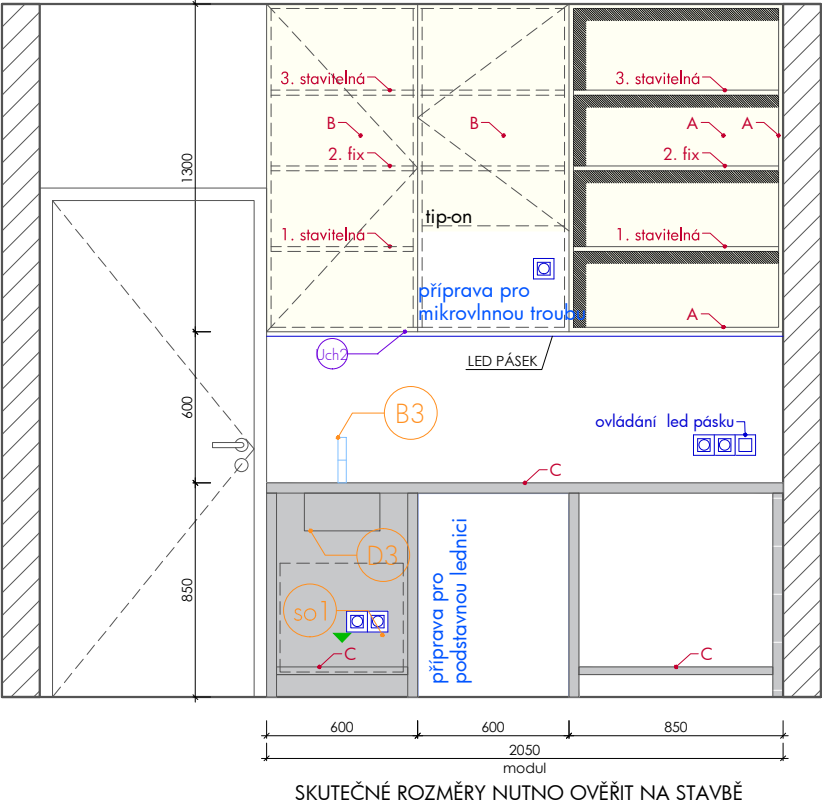 3. stavitelná
3. stavitelná
B
B
A
A
2. fix
2. fix
1300
tip-on
1. stavitelná
1. stavitelná
příprava pro
mikrovlnnou troubu
A
Uch2
LED PÁSEK
600
B3
ovládání led pásku
C
D3
příprava pro
podstavnou lednici
850
so1
C
C
600
600
850
2050
modul
SKUTEČNÉ ROZMĚRY NUTNO OVĚŘIT NA STAVBĚ